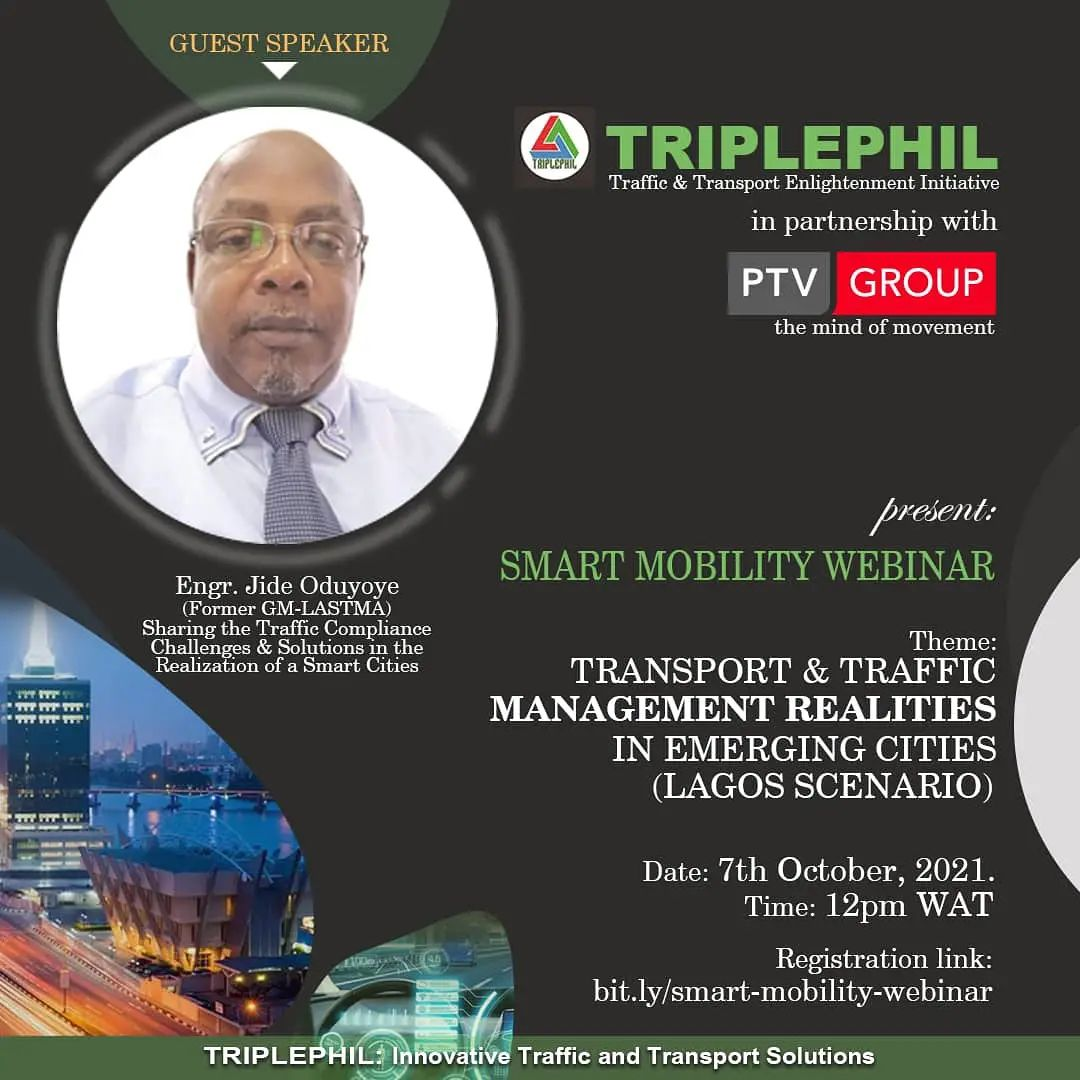 GUEST SPEAKER
TRIPLEPHIL
TRIPLEPHIL
Traffic & Transport Enlightenment Initiative
in partnership with
PTV GROUP
the mind of movement
Engr. Jide Oduyoye
(Former GM-LASTMA)
Sharing the Traffic Compliance
Challenges & Solutions in the
Realization of a Smart Cities
present:
SMART MOBILITY WEBINAR
Theme:
TRANSPORT & TRAFFIC
MANAGEMENT REALITIES
IN EMERGING CITIES
(LAGOS SCENARIO)
Date: 7th October, 2021.
Time: 12pm WAT
Registration link:
bit.ly/smart-mobility-webinar
TRIPLEPHIL: Innovative Traffic and Transport Solutions